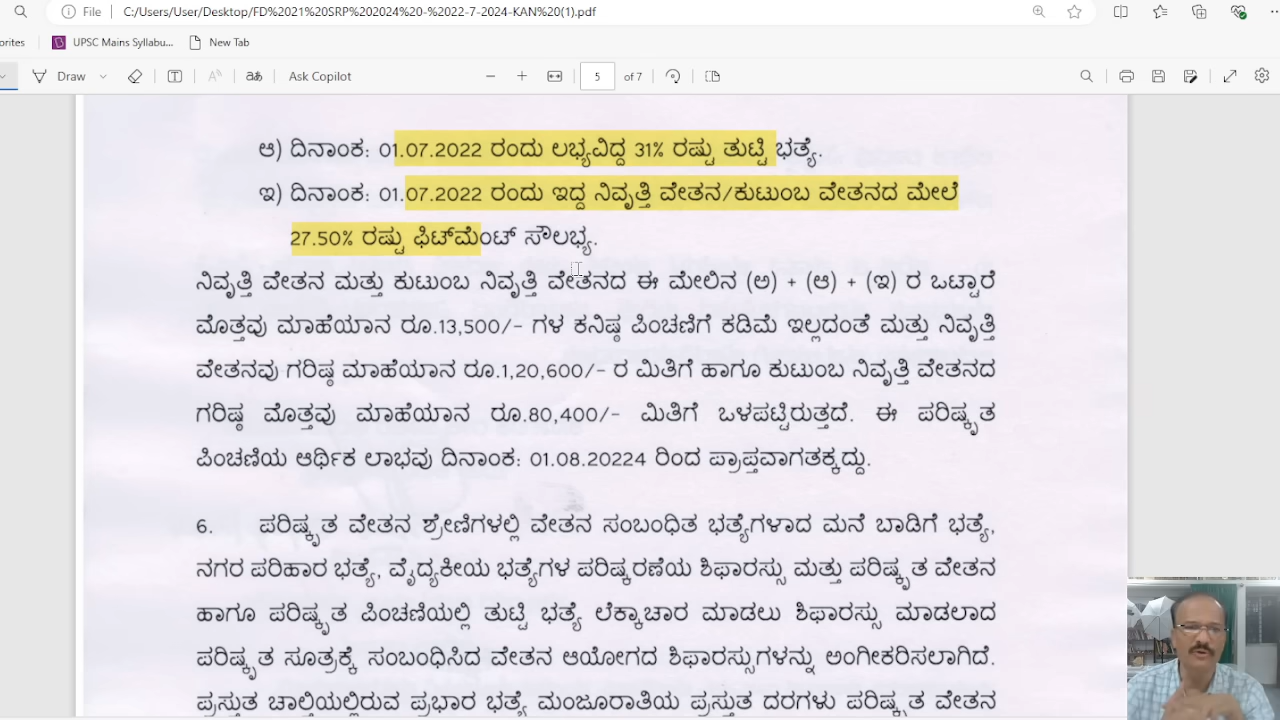 File C:/Users/User/Desktop/FD%2021%20SRP%202024%20-%2022-7-2024-KAN%20(1).pdf
orites UPSC Mains Syllabu... New Tab
Draw Ask Copilot 5 of 7
ಆ) ದಿನಾಂಕ: 01.07.2022 ರಂದು ಲಭ್ಯವಿದ್ದ 31% ರಷ್ಟು ತುಟ್ಟಿ ಭತ್ಯೆ.
ಇ) ದಿನಾಂಕ: 01.07.2022 ರಂದು ಇದ್ದ ನಿವೃತ್ತಿ ವೇತನ/ಕುಟುಂಬ ವೇತನದ ಮೇಲೆ
27.50% ರಷ್ಟು ಫಿಟ್‌ಮೆಂಟ್ ಸೌಲಭ್ಯ.
ನಿವೃತ್ತಿ ವೇತನ ಮತ್ತು ಕುಟುಂಬ ನಿವೃತ್ತಿ ವೇತನದ ಈ ಮೇಲಿನ (ಅ) + (ಆ) + (ಇ) ರ ಒಟ್ಟಾರೆ
ಮೊತ್ತವು ಮಾಹೆಯಾನ ರೂ.13,500/- ಗಳ ಕನಿಷ್ಠ ಪಿಂಚಣಿಗೆ ಕಡಿಮೆ ಇಲ್ಲದಂತೆ ಮತ್ತು ನಿವೃತ್ತಿ
ವೇತನವು ಗರಿಷ್ಠ ಮಾಹೆಯಾನ ರೂ.1,20,600/- ರ ಮಿತಿಗೆ ಹಾಗೂ ಕುಟುಂಬ ನಿವೃತ್ತಿ ವೇತನದ
ಗರಿಷ್ಠ ಮೊತ್ತವು ಮಾಹೆಯಾನ ರೂ.80,400/- ಮಿತಿಗೆ ಒಳಪಟ್ಟಿರುತ್ತದೆ. ಈ ಪರಿಷ್ಕೃತ
ಪಿಂಚಣಿಯ ಆರ್ಥಿಕ ಲಾಭವು ದಿನಾಂಕ: 01.08.20224 ರಿಂದ ಪ್ರಾಪ್ತವಾಗತಕ್ಕದ್ದು.
6. ಪರಿಷ್ಕೃತ ವೇತನ ಶ್ರೇಣಿಗಳಲ್ಲಿ ವೇತನ ಸಂಬಂಧಿತ ಭತ್ಯೆಗಳಾದ ಮನೆ ಬಾಡಿಗೆ ಭತ್ಯೆ,
ನಗರ ಪರಿಹಾರ ಭತ್ಯೆ, ವೈದ್ಯಕೀಯ ಭತ್ಯೆಗಳ ಪರಿಷ್ಕರಣೆಯ ಶಿಫಾರಸ್ಸು ಮತ್ತು ಪರಿಷ್ಕೃತ ವೇತನ
ಹಾಗೂ ಪರಿಷ್ಕೃತ ಪಿಂಚಣಿಯಲ್ಲಿ ತುಟ್ಟಿ ಭತ್ಯೆ ಲೆಕ್ಕಾಚಾರ ಮಾಡಲು ಶಿಫಾರಸ್ಸು ಮಾಡಲಾದ
ಪರಿಷ್ಕೃತ ಸೂತ್ರಕ್ಕೆ ಸಂಬಂಧಿಸಿದ ವೇತನ ಆಯೋಗದ ಶಿಫಾರಸ್ಸುಗಳನ್ನು ಅಂಗೀಕರಿಸಲಾಗಿದೆ.
ಪ್ರಸ್ತುತ ಚಾಲ್ತಿಯಲ್ಲಿರುವ ಪ್ರಭಾರ ಭತ್ಯೆ ಮಂಜೂರಾತಿಯ ಪ್ರಸ್ತುತ ದರಗಳು ಪರಿಷ್ಕೃತ ವೇತನ